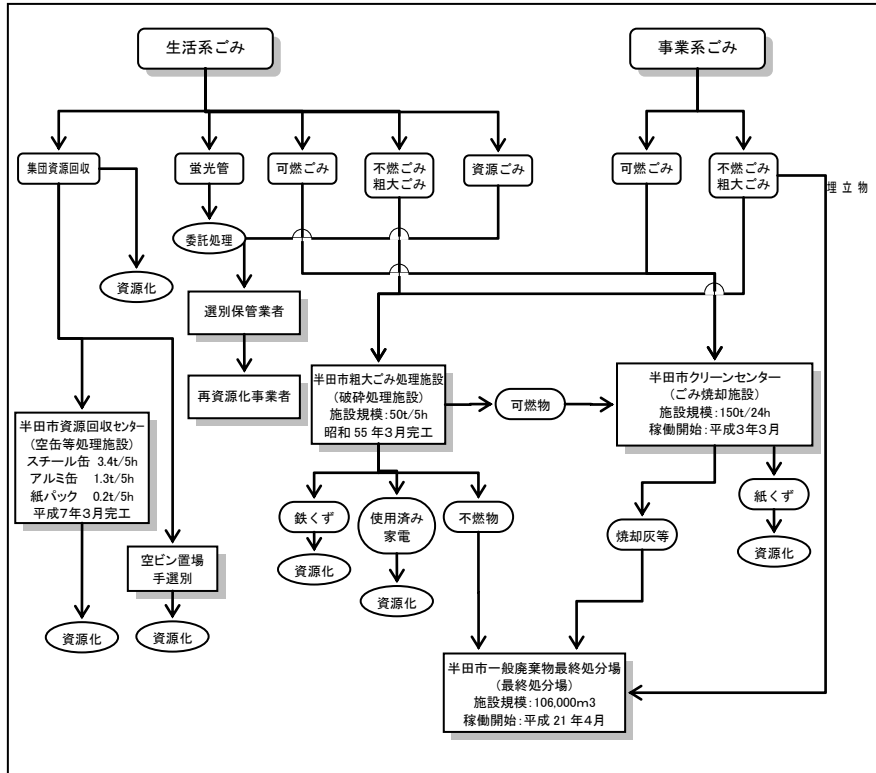 生活系ごみ
事業系ごみ
集団資源回収
蛍光管
可燃ごみ
不燃ごみ
粗大ごみ
資源ごみ
可燃ごみ
不燃ごみ
粗大ごみ
埋 立 物
委託処理
資源化
選別保管業者
再資源化事業者
半田市粗大ごみ処理施設
(破砕処理施設)
施設規模:50t/5h
昭和 55 年3月完工
可燃物
半田市クリーンセンター
(ごみ焼却施設)
施設規模:150t/24h
稼働開始:平成3年3月
半田市資源回収センター
(空缶等処理施設)
スチール缶 3.4t/5h
アルミ缶 1.3t/5h
紙パック 0.2t/5h
平成7年3月完工
鉄くず
使用済み
家電
不燃物
焼却灰等
紙くず
空ビン置場
手選別
資源化
資源化
資源化
資源化
資源化
半田市一般廃棄物最終処分場
(最終処分場)
施設規模:106,000m3
稼働開始:平成 21 年4月